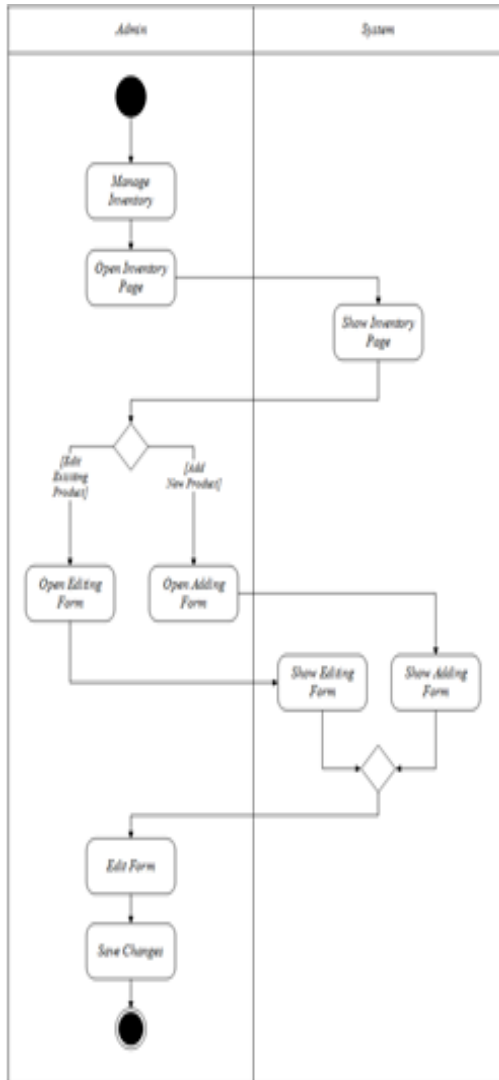 Admin
System
Manage
Inventory
Open Inventory
Page
Show Inventory
Page
[Edit
Existing
Product]
[Add
New Product]
Open Editing
Form
Open Adding
Form
Show Editing
Form
Show Adding
Form
Edit Form
Save Changes